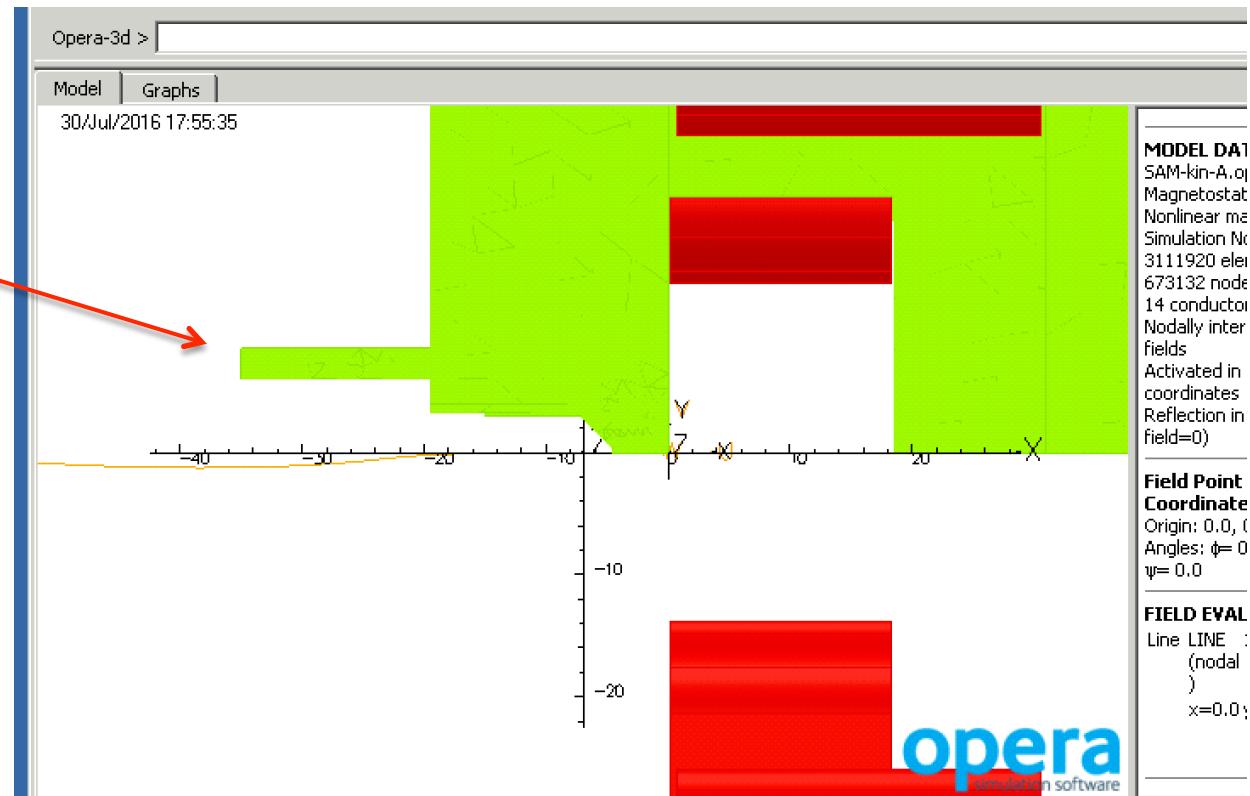 Opera-3d >
Model Graphs
30/Jul/2016 17:55:35
MODEL DAT
SAM-kin-A.op
Magnetostat
Nonlinear ma
Simulation No
3111920 eler
673132 node
14 conductor
Nodally inter
fields
Activated in
coordinates
Reflection in
field=0)
Y
Z X
X
-40 -30 -20 -10 0 10 20
Field Point
Coordinate
Origin: 0.0, 0
Angles: φ= 0
ψ= 0.0
-10
FIELD EVAL
Line LINE
(nodal
)
x=0.0 y
-20
opera
simulation software